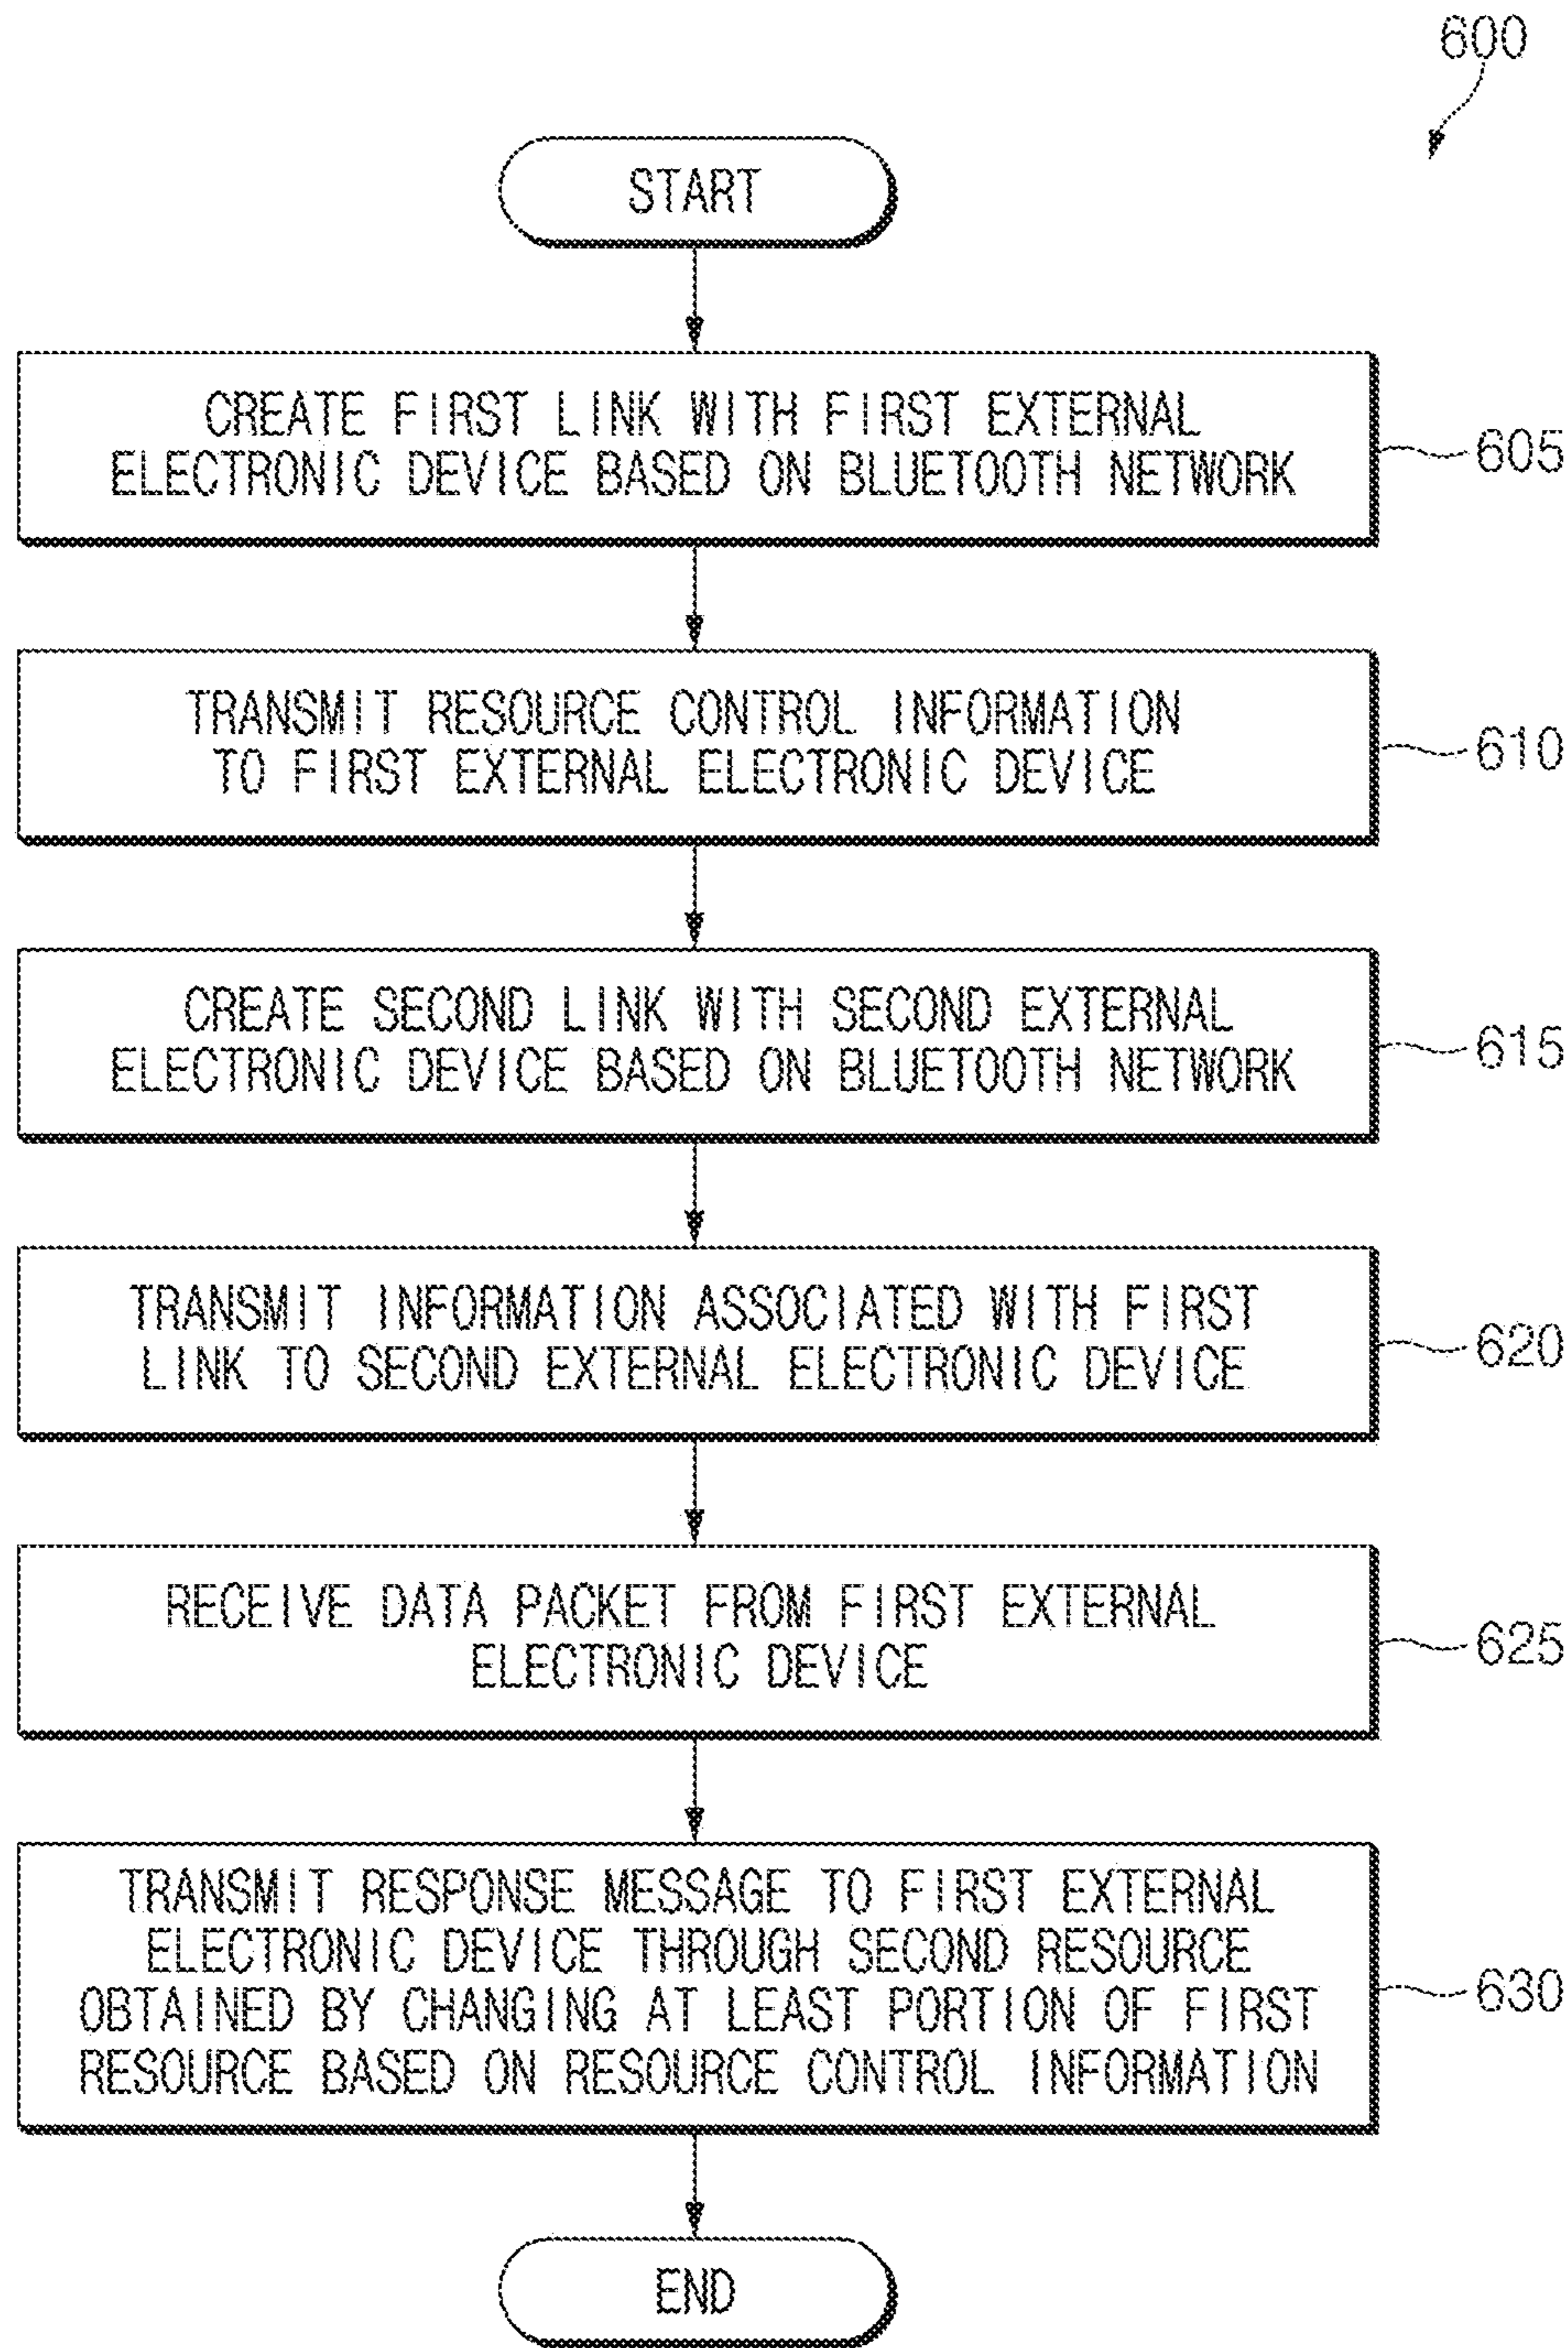 600
START
CREATE FIRST LINK WITH FIRST EXTERNAL
ELECTRONIC DEVICE BASED ON BLUETOOTH NETWORK
605
TRANSMIT RESOURCE CONTROL INFORMATION
TO FIRST EXTERNAL ELECTRONIC DEVICE
610
CREATE SECOND LINK WITH SECOND EXTERNAL
ELECTRONIC DEVICE BASED ON BLUETOOTH NETWORK
615
TRANSMIT INFORMATION ASSOCIATED WITH FIRST
LINK TO SECOND EXTERNAL ELECTRONIC DEVICE
620
RECEIVE DATA PACKET FROM FIRST EXTERNAL
ELECTRONIC DEVICE
625
TRANSMIT RESPONSE MESSAGE TO FIRST EXTERNAL
ELECTRONIC DEVICE THROUGH SECOND RESOURCE
OBTAINED BY CHANGING AT LEAST PORTION OF FIRST
RESOURCE BASED ON RESOURCE CONTROL INFORMATION
630
END